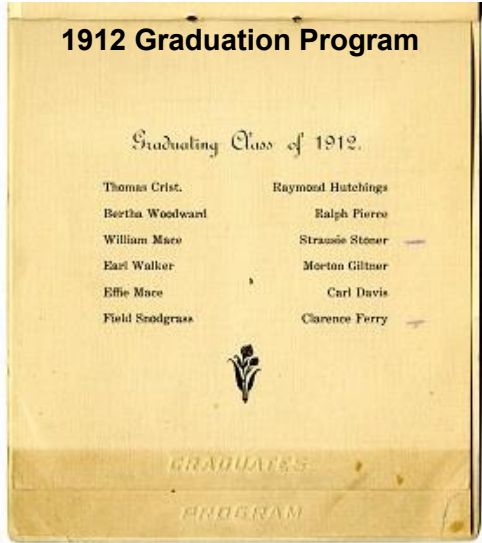 1912 Graduation Program
Graduating Class of 1912.
Thomas Crist. Raymond Hutchings
Bertha Woodward Ralph Pierce
William Mace Strausie Stoner
Earl Walker Morton Giltner
Effie Mace Carl Davis
Field Snodgrass Clarence Ferry
GRADUATES
PROGRAM